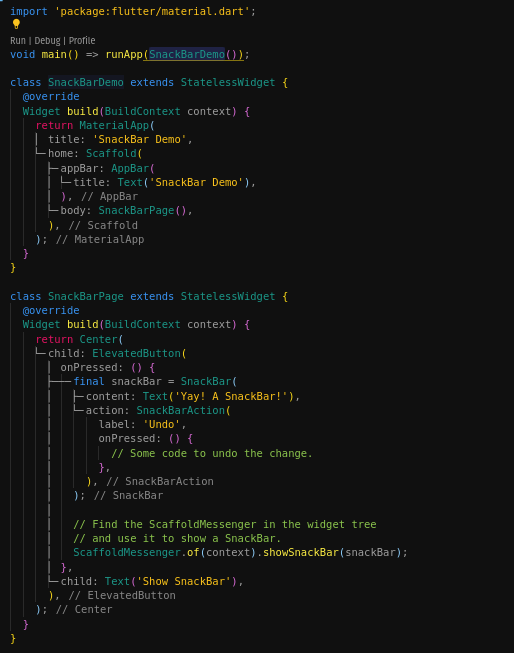 import 'package:flutter/material.dart';
Run | Debug | Profile
void main() => runApp(SnackBarDemo());
class SnackBarDemo extends StatelessWidget {
@override
Widget build(BuildContext context) {
return MaterialApp(
title: 'SnackBar Demo',
home: Scaffold(
appBar: AppBar(
title: Text('SnackBar Demo'),
), // AppBar
body: SnackBarPage(),
), // Scaffold
); // MaterialApp
}
}
class SnackBarPage extends StatelessWidget {
@override
Widget build(BuildContext context) {
return Center(
child: ElevatedButton(
onPressed: () {
final snackBar = SnackBar(
content: Text('Yay! A SnackBar!'),
action: SnackBarAction(
label: 'Undo',
onPressed: () {
// Some code to undo the change.
},
), // SnackBarAction
); // SnackBar
// Find the ScaffoldMessenger in the widget tree
// and use it to show a SnackBar.
ScaffoldMessenger.of(context).showSnackBar(snackBar);
},
child: Text('Show SnackBar'),
), // ElevatedButton
); // Center
}
}